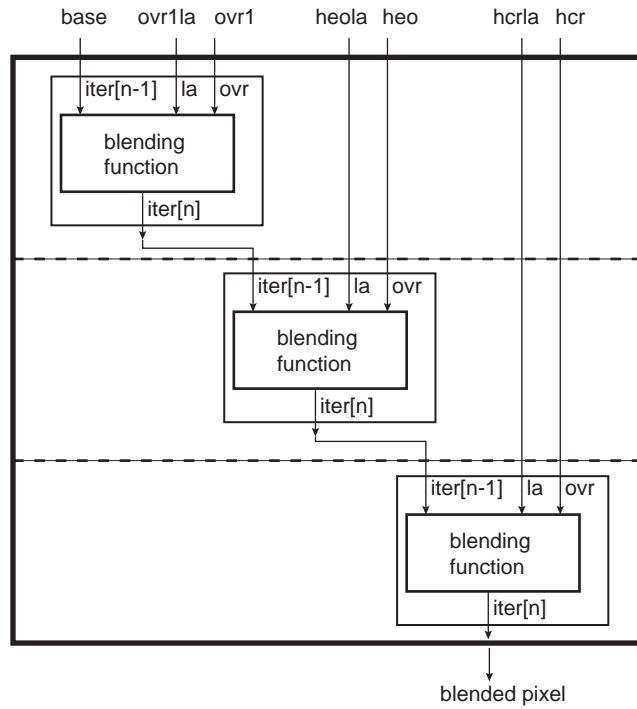 base ovr1la ovr1 heola heo hcrla hcr
iter[n-1] la ovr
blending
function
iter[n]
iter[n-1] la ovr
blending
function
iter[n]
iter[n-1] la ovr
blending
function
iter[n]
blended pixel